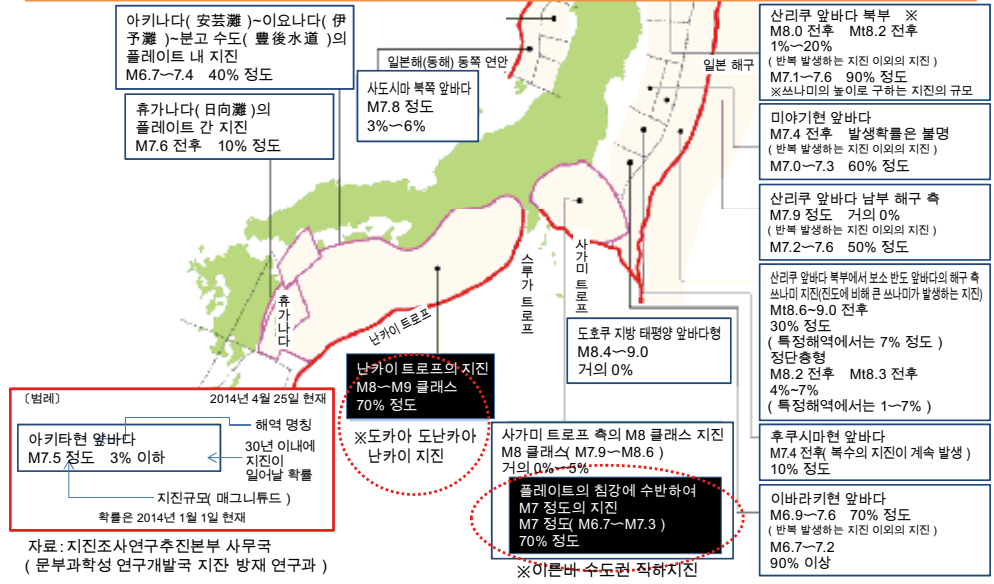 아키나다( 安芸灘 )~이요나다( 伊
予灘 )~분고 수도( 豊後水道 )의
플레이트 내 지진
M6.7~7.4 40% 정도
휴가나다( 日向灘 )의
플레이트 간 지진
M7.6 전후 10% 정도
일본해(동해) 동쪽 연안
사도시마 북쪽 앞바다
M7.8 정도
3%~6%
일본 해구
산리쿠 앞바다 북부 ※
M8.0 전후 Mt8.2 전후
1%~20%
( 반복 발생하는 지진 이외의 지진 )
M7.1~7.6 90% 정도
※쓰나미의 높이로 구하는 지진의 규모
미야기현 앞바다
M7.4 전후 발생확률은 불명
( 반복 발생하는 지진 이외의 지진 )
M7.0~7.3 60% 정도
산리쿠 앞바다 남부 해구 측
M7.9 정도 거의 0%
( 반복 발생하는 지진 이외의 지진 )
M7.2~7.6 50% 정도
산리쿠 앞바다 북부에서 보소 반도 앞바다의 해구 측
쓰나미 지진(진도에 비해 큰 쓰나미가 발생하는 지진)
Mt8.6~9.0 전후
30% 정도
( 특정해역에서는 7% 정도 )
정단층형
M8.2 전후 Mt8.3 전후
4%~7%
( 특정해역에서는 1~7% )
후쿠시마현 앞바다
M7.4 전후( 복수의 지진이 계속 발생 )
10% 정도
이바라키현 앞바다
M6.9~7.6 70% 정도
( 반복 발생하는 지진 이외의 지진 )
M6.7~7.2
90% 이상
휴가나다
난카이 트로프
스루가 트로프
사가미 트로프
도호쿠 지방 태평양 앞바다형
M8.4~9.0
거의 0%
난카이 트로프의 지진
M8~M9 클래스
70% 정도
※도카아 도난카아
난카이 지진
사가미 트로프 측의 M8 클래스 지진
M8 클래스( M7.9~M8.6 )
거의 0%~5%
플레이트의 침강에 수반하여
M7 정도의 지진
M7 정도( M6.7~M7.3 )
70% 정도
※이른바 수도권 직하지진
〔범례〕 2014년 4월 25일 현재
아키타현 앞바다
M7.5 정도 3% 이하
해역 명칭
30년 이내에
지진이
일어날 확률
지진규모( 매그니튜드 )
확률은 2014년 1월 1일 현재
자료 : 지진조사연구추진본부 사무국
( 문부과학성 연구개발국 지잔 방재 연구과 )